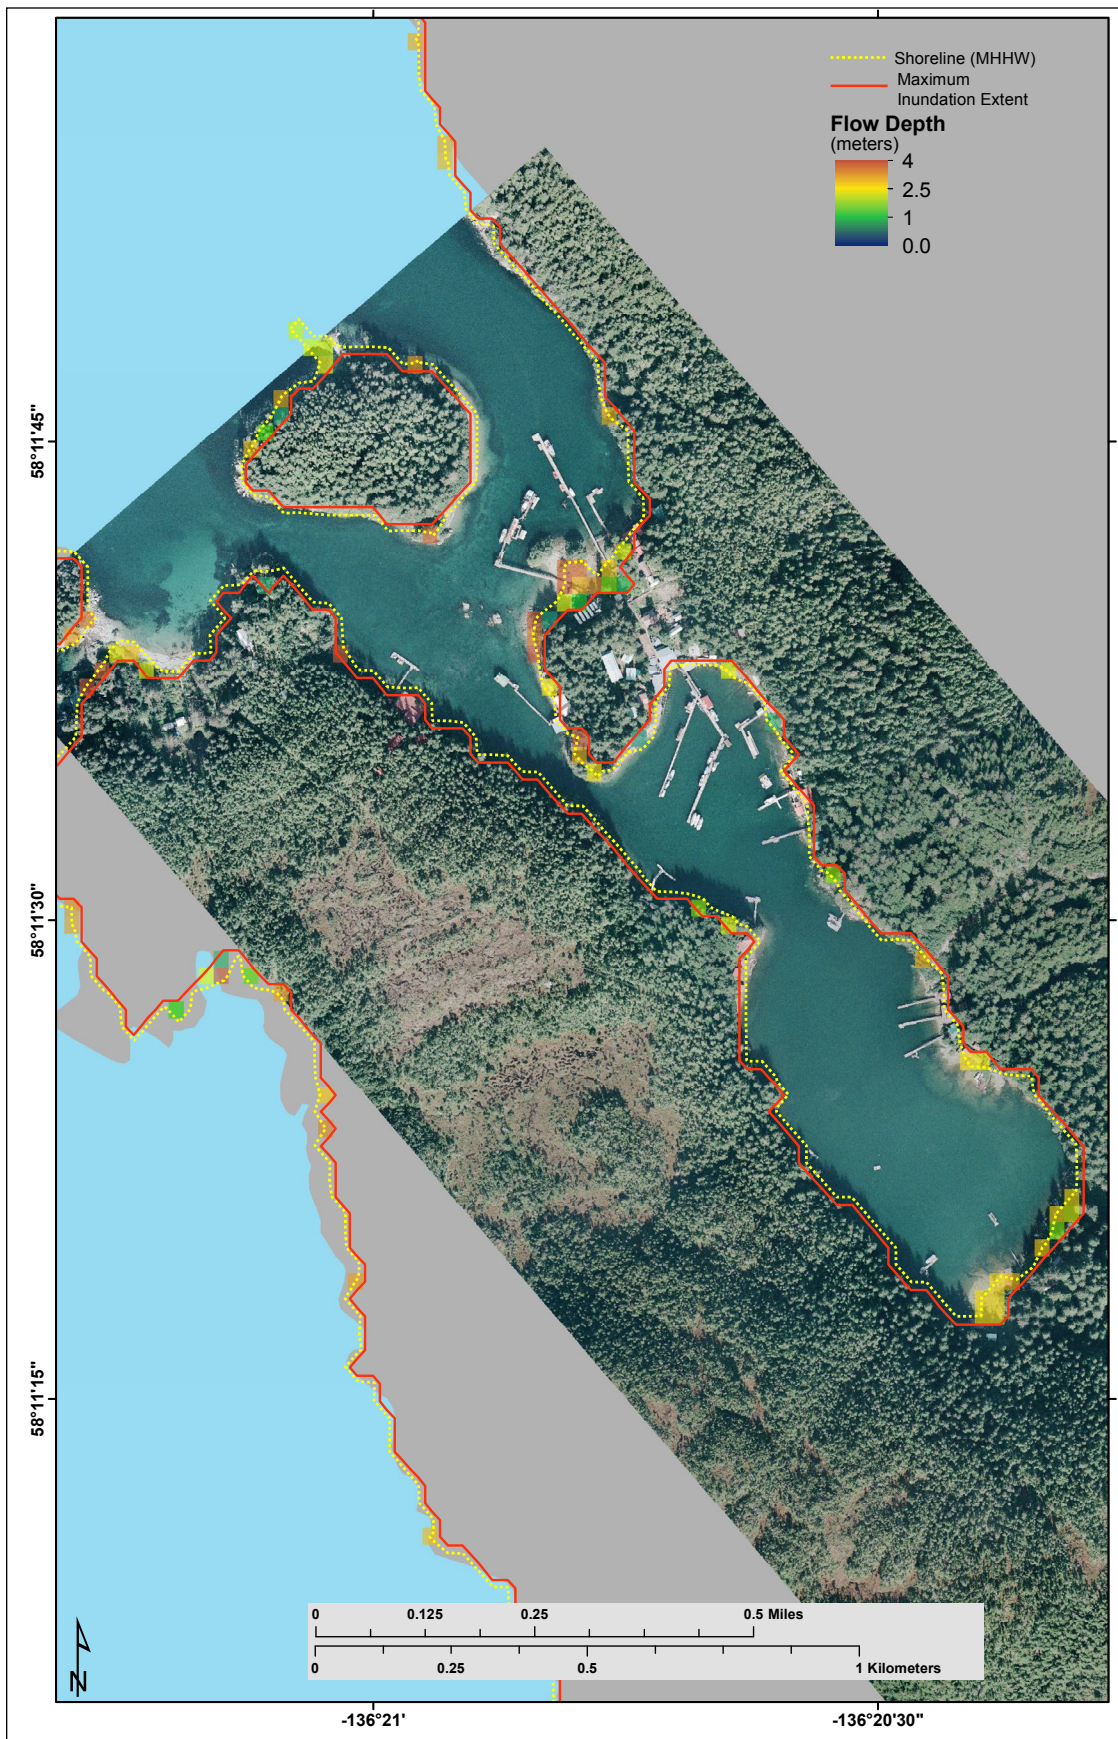 Shoreline (MHHW)
Maximum
Inundation Extent
Flow Depth
(meters)
4
2.5
1
0.0
58°11'45"
58°11'30"
58°11'15"
0 0.125 0.25 0.5 Miles
0 0.25 0.5 1 Kilometers
N
-136°21' -136°20'30"